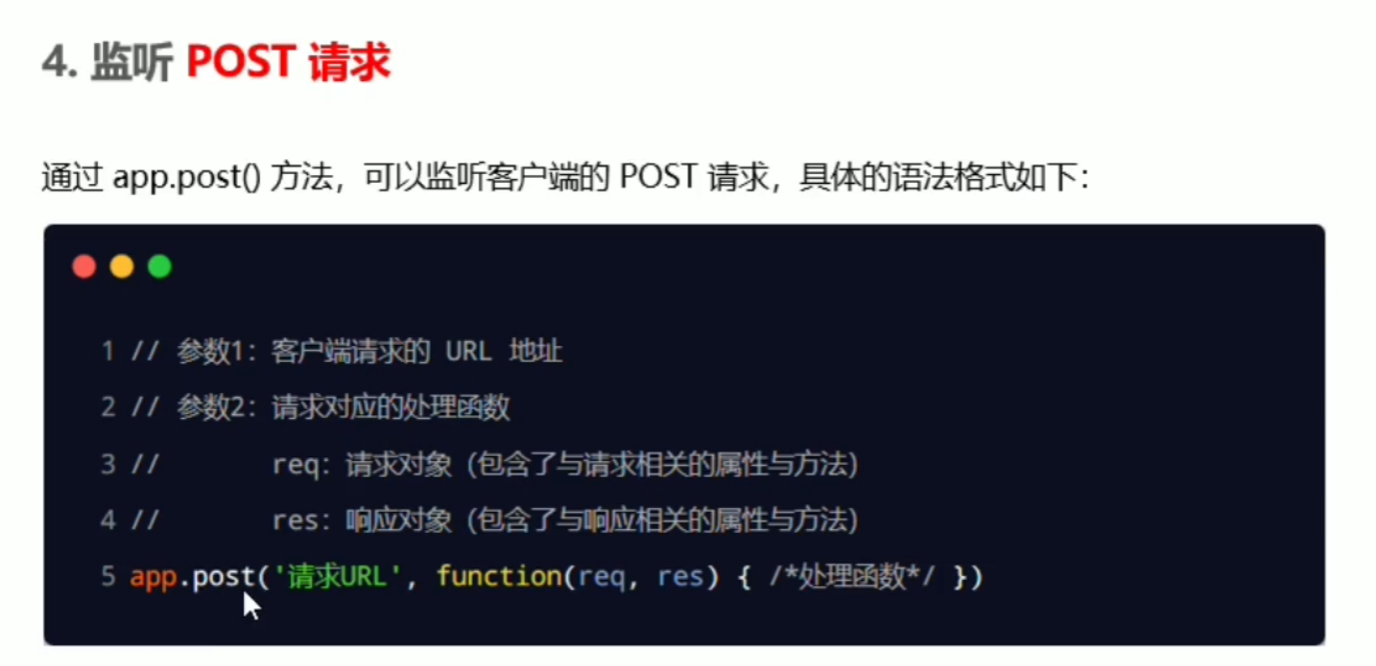 4. 监听 POST 请求
通过 app.post() 方法，可以监听客户端的 POST 请求，具体的语法格式如下：
1 // 参数1：客户端请求的 URL 地址
2 // 参数2：请求对应的处理函数
3 //       req：请求对象（包含了与请求相关的属性与方法）
4 //       res：响应对象（包含了与响应相关的属性与方法）
5 app.post('请求URL', function(req, res) { /*处理函数*/ })